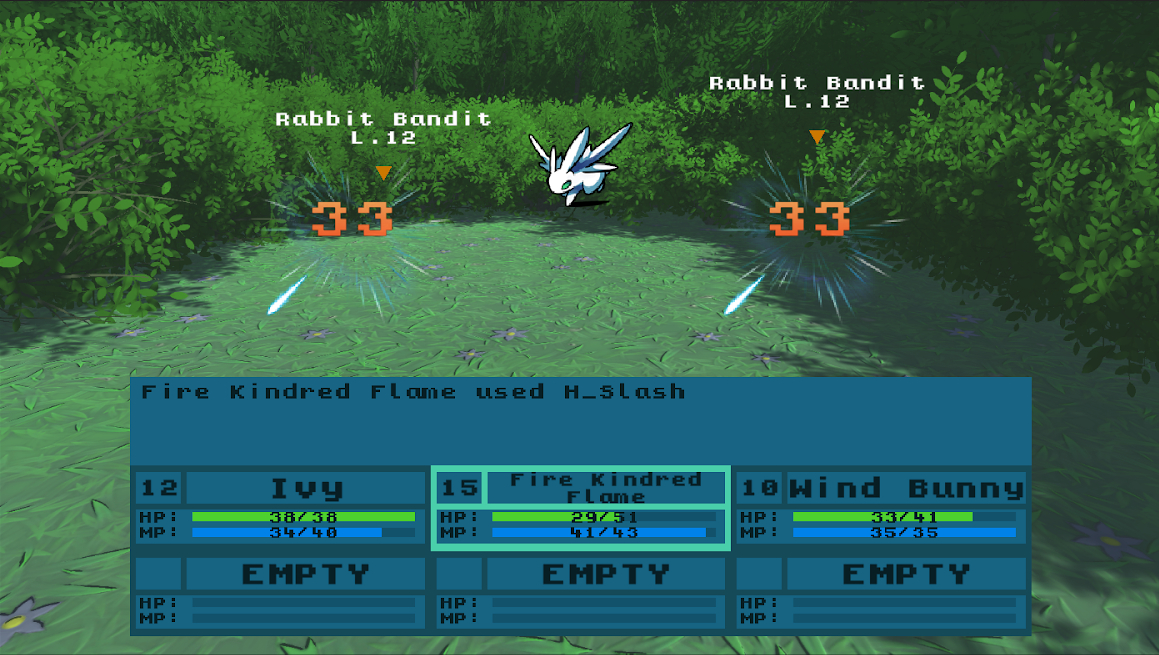 Rabbit Bandit
L.12
Rabbit Bandit
L.12
33
33
Fire Kindred Flame used H_Slash
12 Ivy
HP: 38/38
MP: 34/40
15 Fire Kindred
Flame
HP: 29/51
MP: 41/43
10 Wind Bunny
HP: 33/41
MP: 35/35
EMPTY
HP:
MP:
EMPTY
HP:
MP:
EMPTY
HP:
MP: